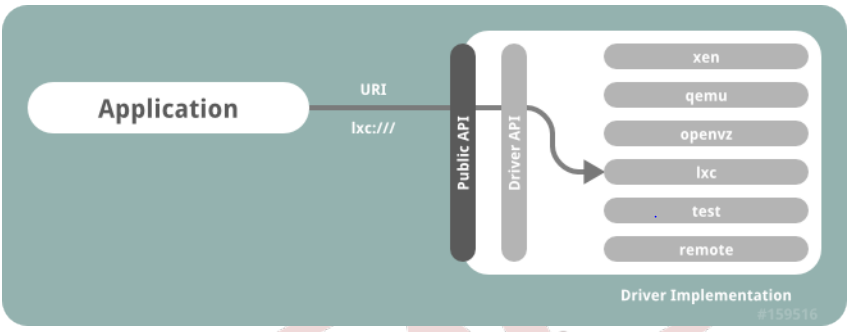 Application
URI
lxc:///
Public API
Driver API
xen
qemu
openvz
lxc
test
remote
Driver Implementation
#159516